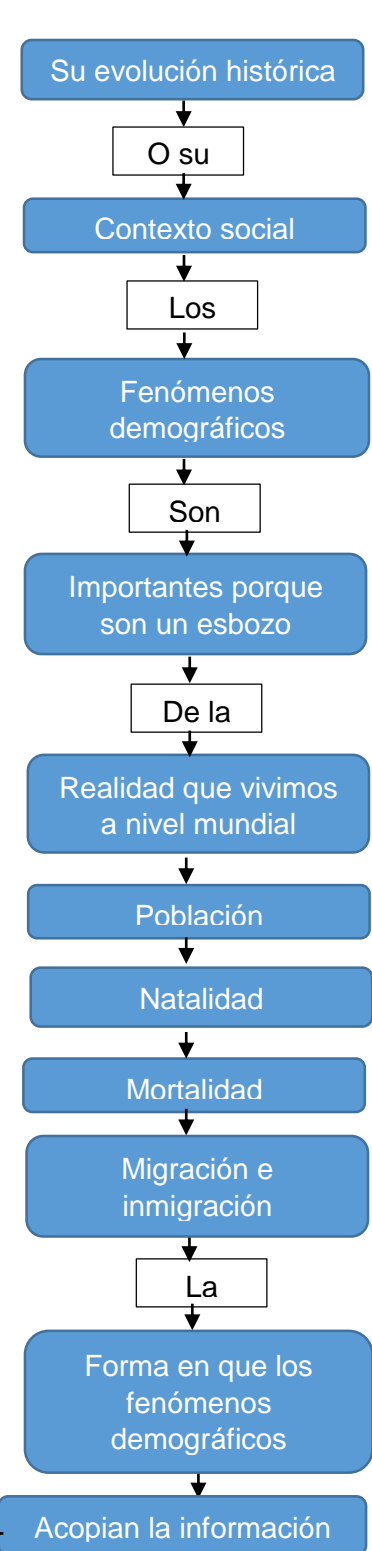 Su evolución histórica
O su
Contexto social
Los
Fenómenos
demográficos
Son
Importantes porque
son un esbozo
De la
Realidad que vivimos
a nivel mundial
Población
Natalidad
Mortalidad
Migración e
inmigración
La
Forma en que los
fenómenos
demográficos
Acopian la información